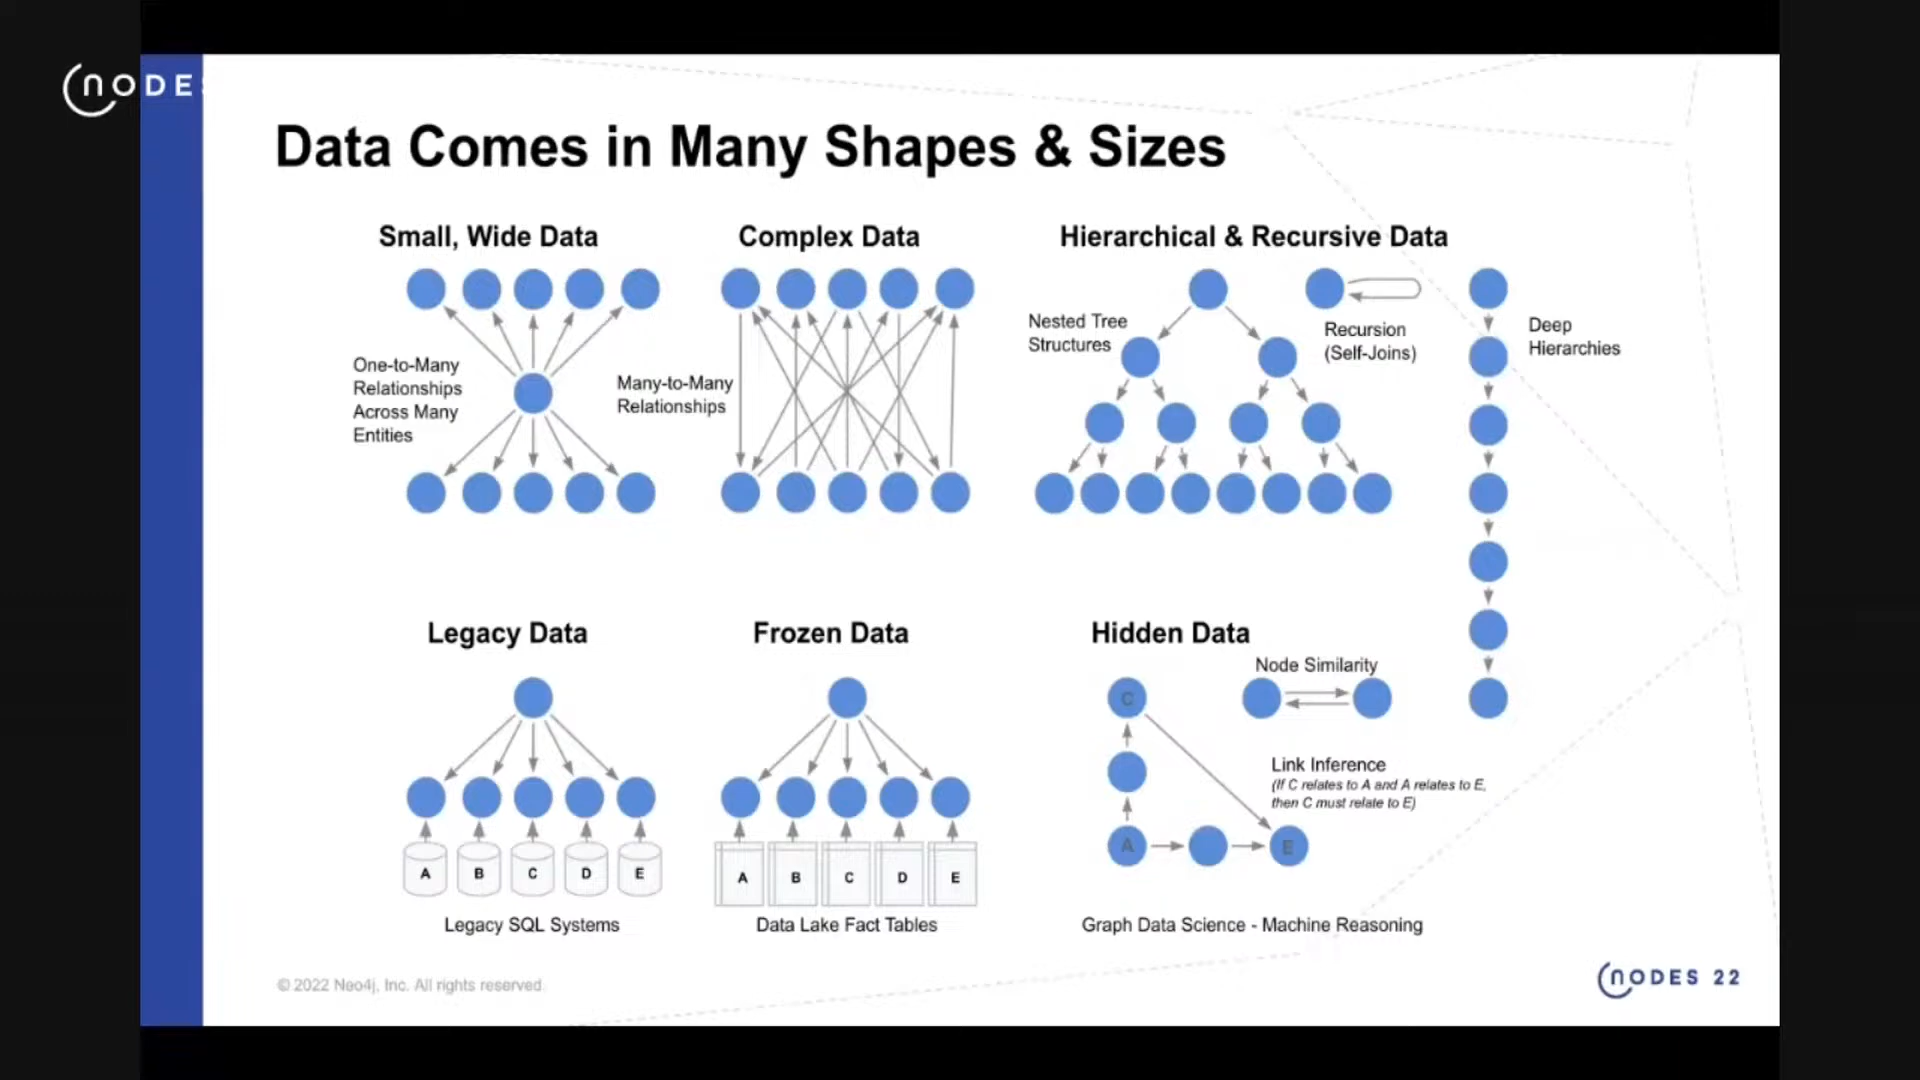 NODES
Data Comes in Many Shapes & Sizes
Small, Wide Data
One-to-Many
Relationships
Across Many
Entities
Complex Data
Many-to-Many
Relationships
Hierarchical & Recursive Data
Nested Tree
Structures
Recursion
(Self-Joins)
Deep
Hierarchies
Legacy Data
A B C D E
Legacy SQL Systems
Frozen Data
A B C D E
Data Lake Fact Tables
Hidden Data
Node Similarity
C
Link Inference
(If C relates to A and A relates to E,
then C must relate to E)
A E
Graph Data Science - Machine Reasoning
© 2022 Neo4j, Inc. All rights reserved.
NODES 22